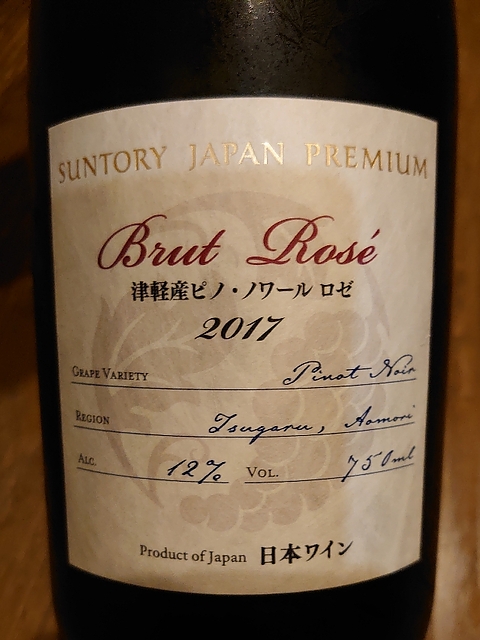 SUNTORY JAPAN PREMIUM
Brut Rosé
津軽産ピノ・ノワール ロゼ
2017
GRAPE VARIETY Pinot Noir
REGION Tsugaru, Aomori
ALC. 12% VOL. 750ml
Product of Japan 日本ワイン